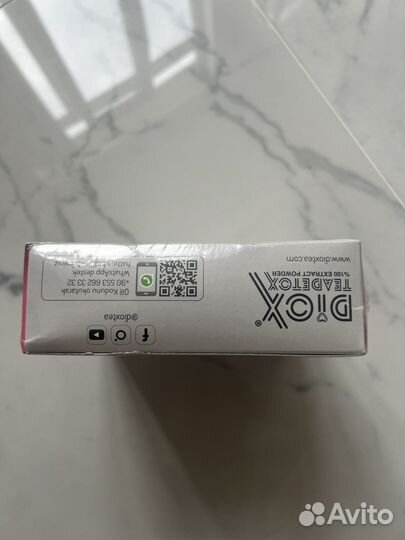 DiOX®
TEADETOX
%100 EXTRACT POWDER
www.dioxtea.com
@dioxtea
QR Kodunu okutarak
+90 553 662 33 32
WhatsApp destek
hattına
Avito